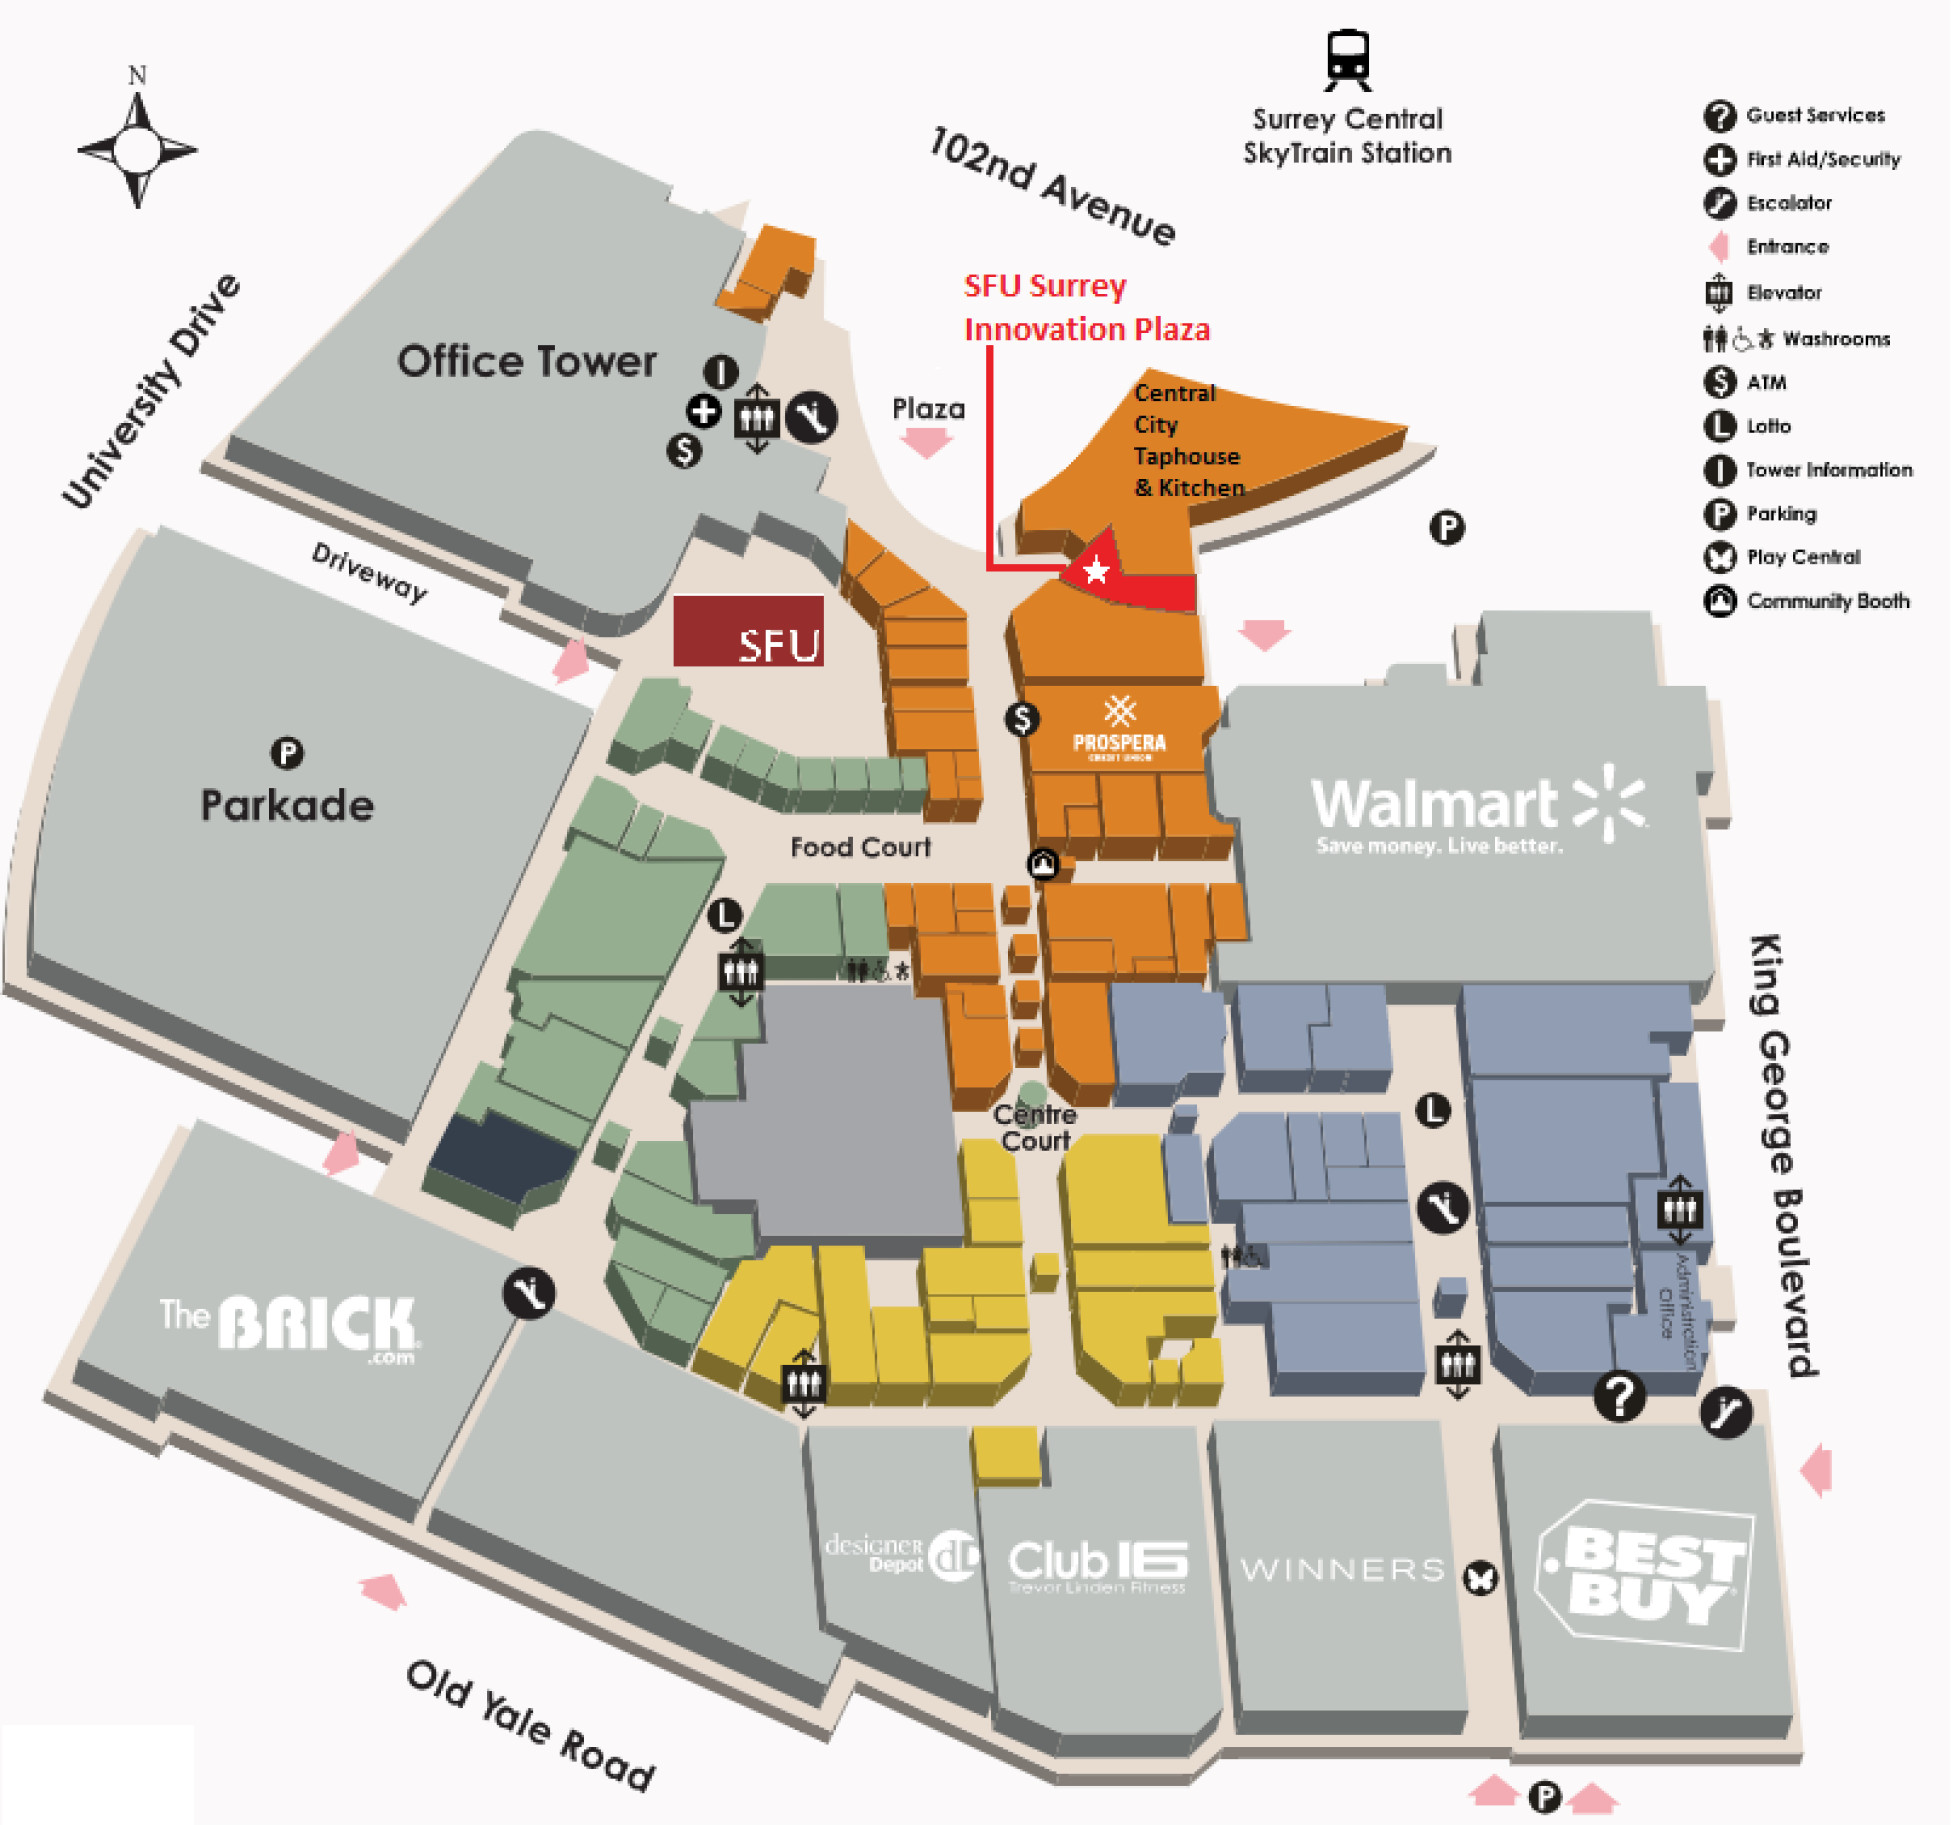 N
Surrey Central
SkyTrain Station
102nd Avenue
Guest Services
First Aid/Security
Escalator
Entrance
Elevator
Washrooms
$ ATM
L Lotto
I Tower Information
P Parking
Play Central
Community Booth
University Drive
SFU Surrey
Innovation Plaza
Office Tower
I
$
Plaza
Central
City
Taphouse
& Kitchen
P
Driveway
SFU
P
Parkade
$
PROSPERA
CREDIT UNION
Walmart
Save money. Live better.
Food Court
L
King George Boulevard
Centre
Court
L
Administration
Office
?
The BRICK
.com
designer
Depot dD
Club 16
Trevor Linden Fitness
WINNERS
BEST
BUY
Old Yale Road
P